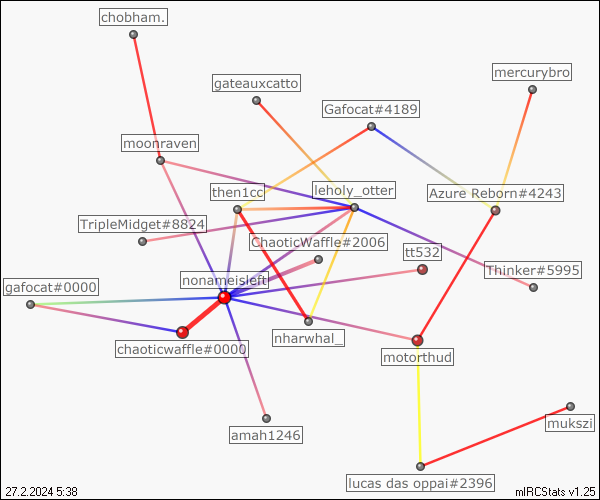 chobham.
mercurybro
gateauxcatto
Gafocat#4189
moonraven
then1cc
leholy_otter
Azure Reborn#4243
TripleMidget#8824
ChaoticWaffle#2006
tt532
nonameisleft
Thinker#5995
gafocat#0000
nharwhal_
chaoticwaffle#0000
motorthud
mukszi
amah1246
lucas das oppai#2396
27.2.2024 5:38
mIRCStats v1.25